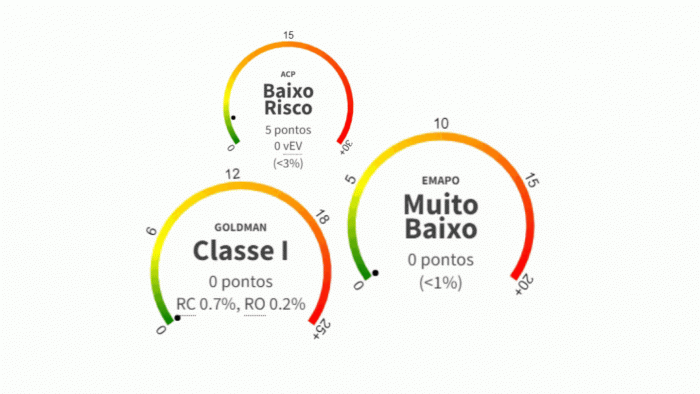 15
ACP
Baixo
Risco
5 pontos
0 vEV
(<3%)
0
30+
10
5
15
EMAPO
Muito
Baixo
0 pontos
(<1%)
0
20+
12
6
18
GOLDMAN
Classe I
0 pontos
RC 0.7%, RO 0.2%
0
25+